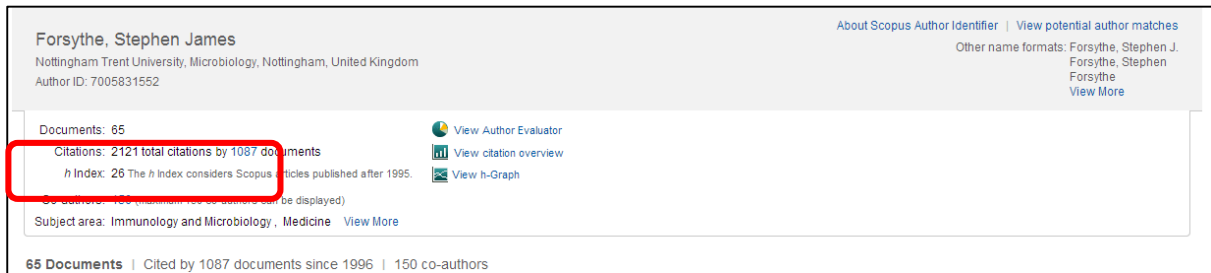 About Scopus Author Identifier | View potential author matches
Forsythe, Stephen James
Other name formats: Forsythe, Stephen J.
Nottingham Trent University, Microbiology, Nottingham, United Kingdom
Forsythe, Stephen
Author ID: 7005831552
Forsythe
View More
Documents: 65
View Author Evaluator
Citations: 2121 total citations by 1087 documents
View citation overview
h Index: 26 The h Index considers Scopus articles published after 1995.
View h-Graph
Co-authors: 150 (maximum 150 co-authors can be displayed)
Subject area: Immunology and Microbiology , Medicine View More
65 Documents | Cited by 1087 documents since 1996 | 150 co-authors